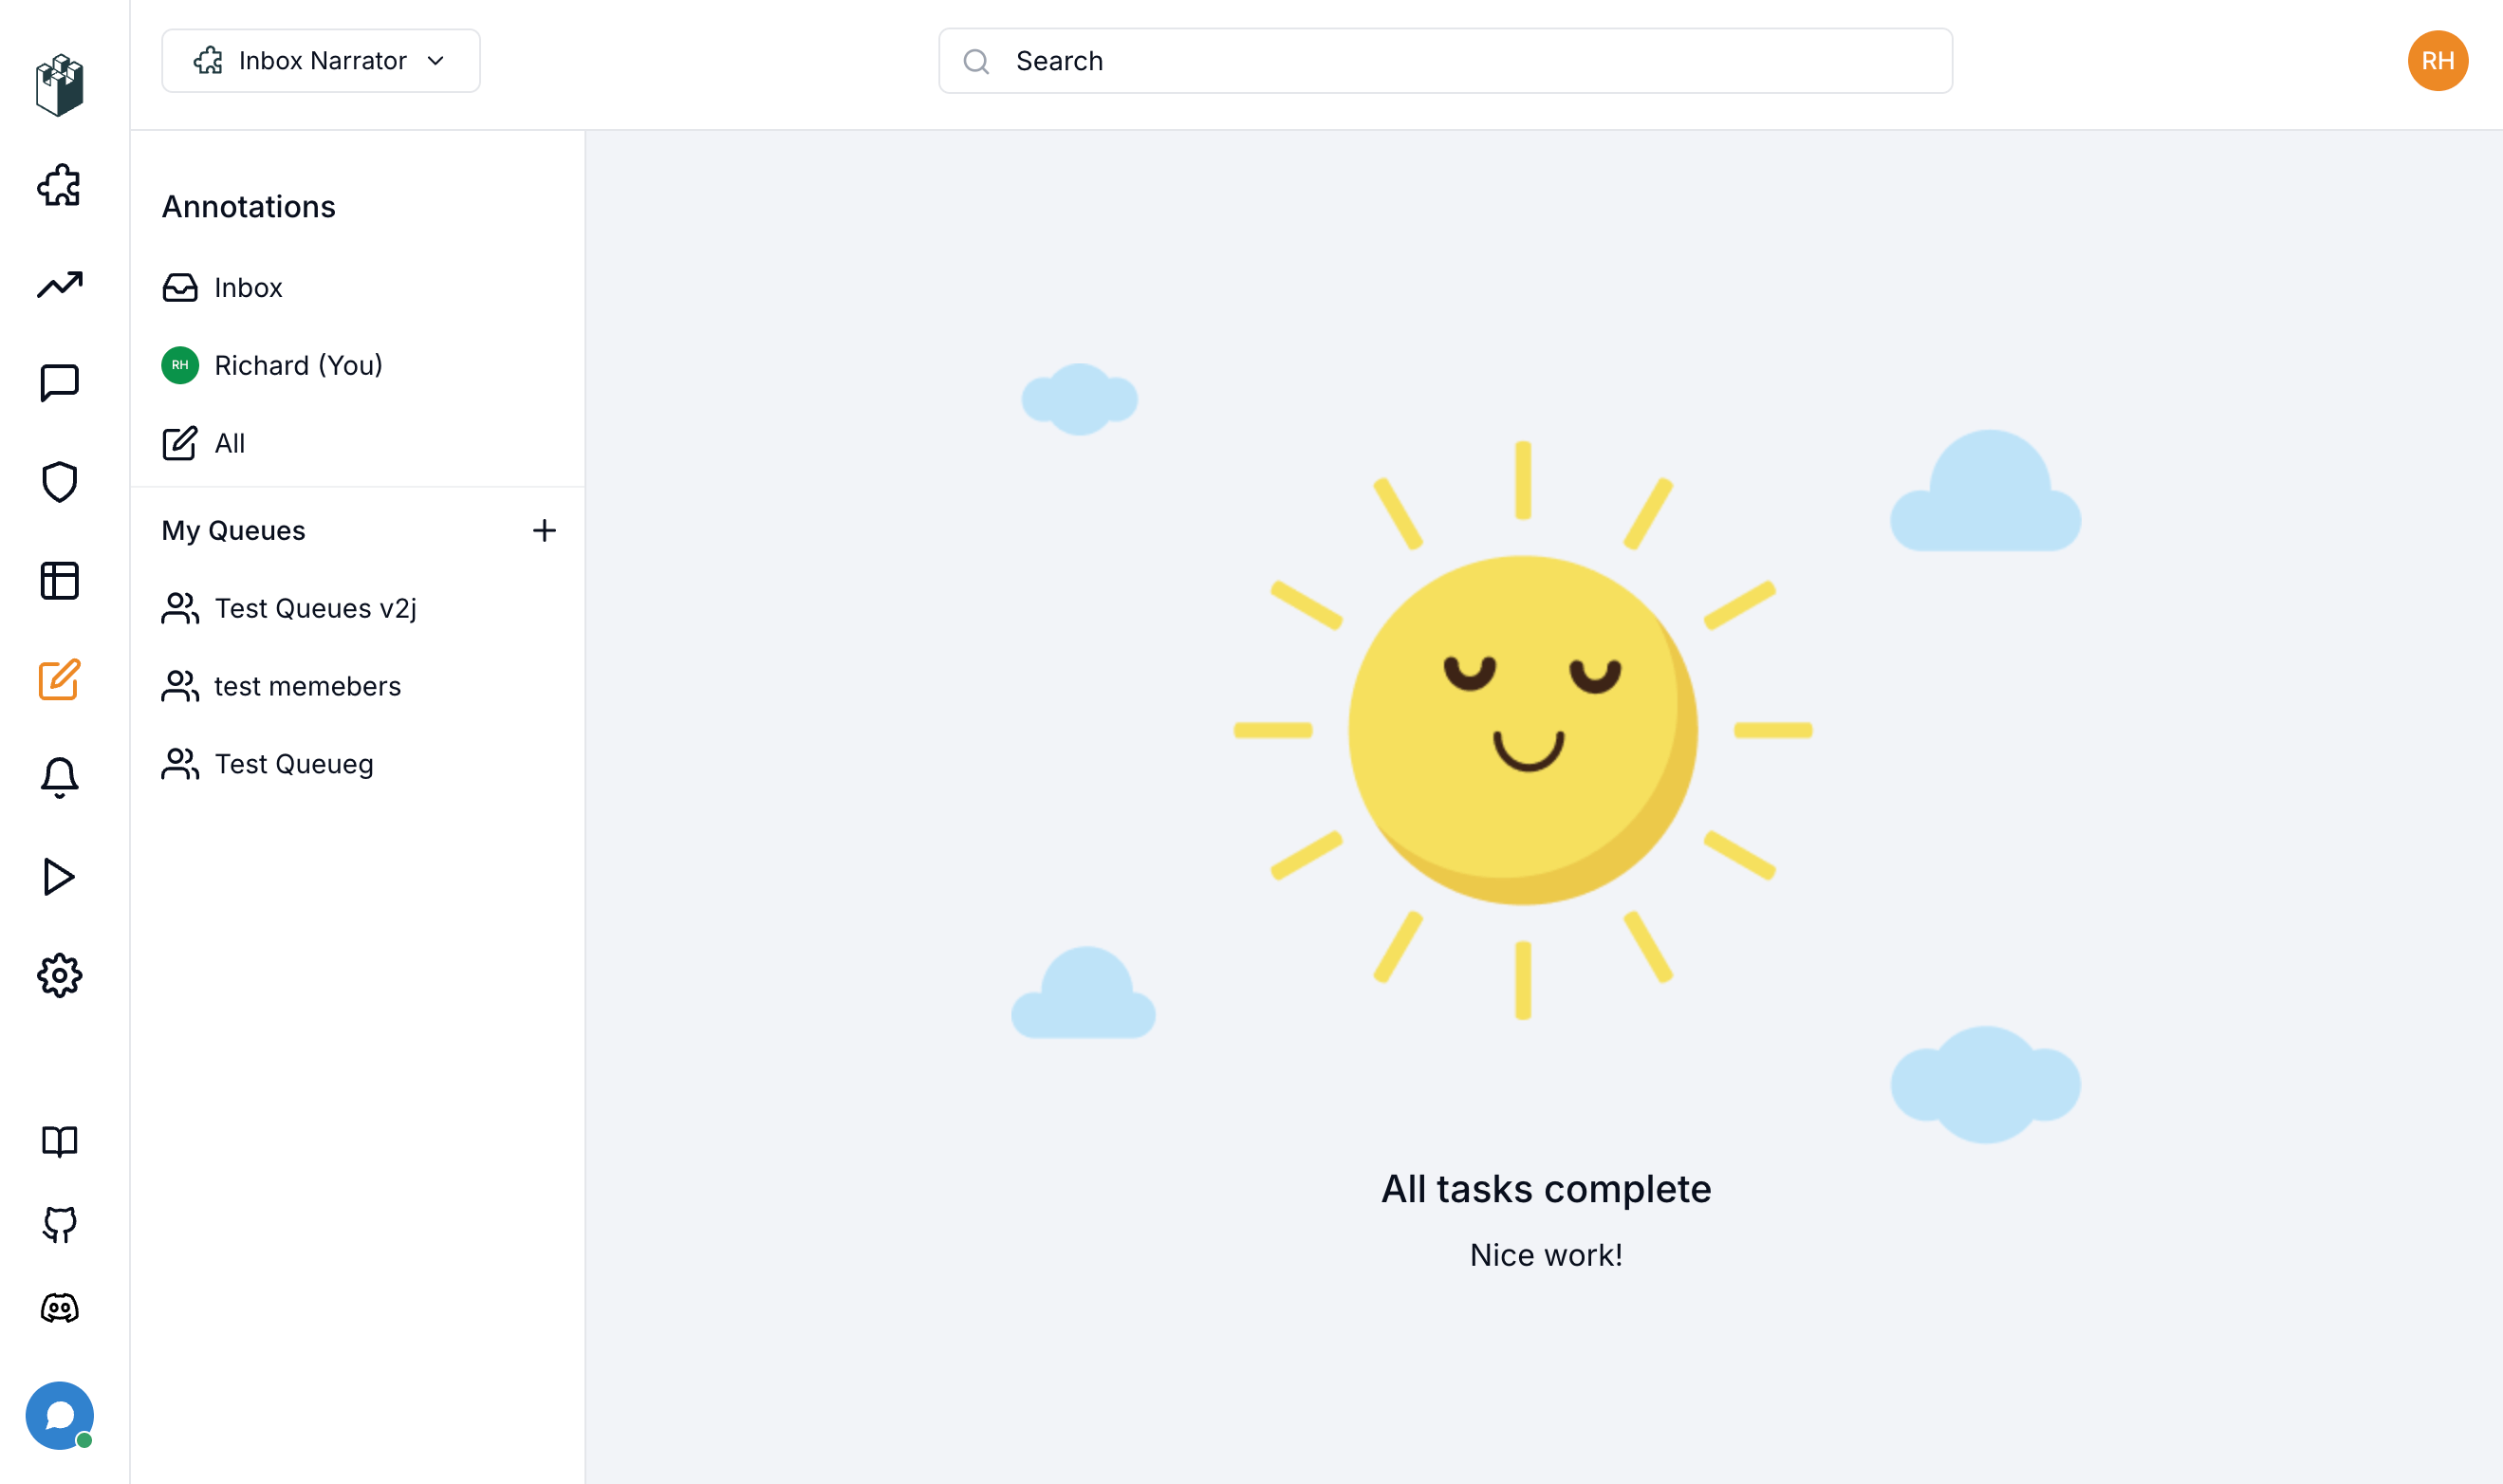 Inbox Narrator
Search
RH
Annotations
Inbox
RH
Richard (You)
All
My Queues
Test Queues v2j
test memebers
Test Queueg
All tasks complete
Nice work!